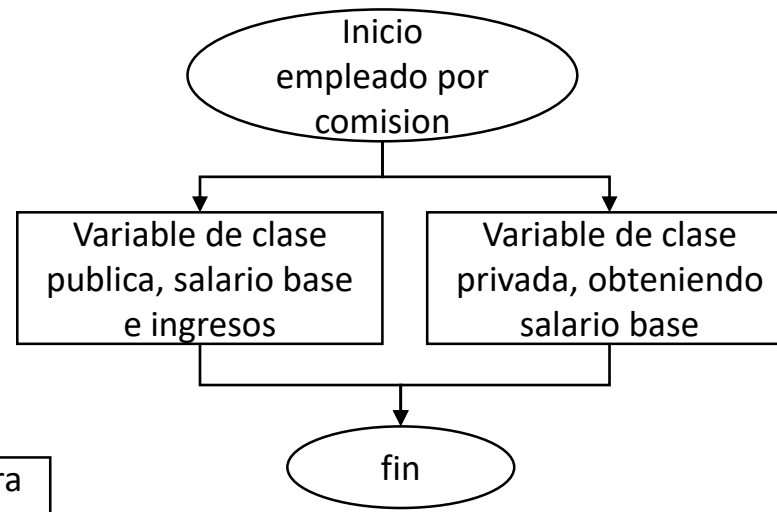 Inicio
empleado por
comision
Variable de clase
publica, salario base
e ingresos
Variable de clase
privada, obteniendo
salario base
fin